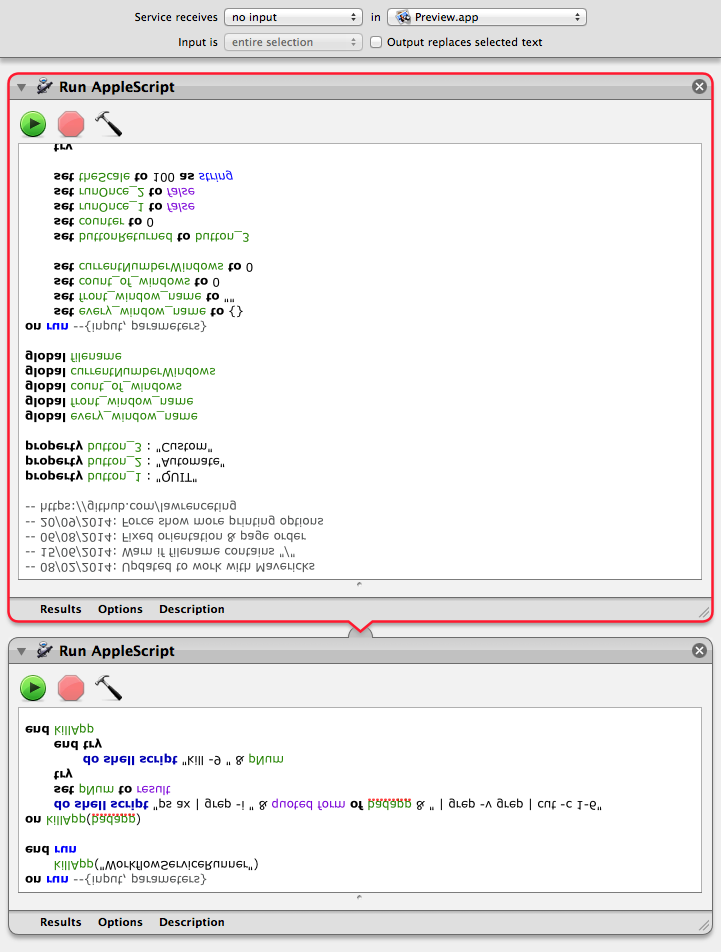 Service receives no input in Preview.app
Input is entire selection Output replaces selected text
Run AppleScript
-- 08/02/2014: Updated to work with Mavericks
-- 15/06/2014: Warn if filename contains "/"
-- 06/08/2014: Fixed orientation & page order
-- 20/09/2014: Force show more printing options
-- https://github.com/lawrenceting
property button_1 : "QUIT"
property button_2 : "Automate"
property button_3 : "Custom"
global every_window_name
global front_window_name
global count_of_windows
global currentNumberWindows
global filename
on run --{input, parameters}
set every_window_name to {}
set front_window_name to ""
set count_of_windows to 0
set currentNumberWindows to 0
set buttonReturned to button_3
set counter to 0
set runOnce_1 to false
set runOnce_2 to false
set theScale to 100 as string
try
Results Options Description
Run AppleScript
on run --{input, parameters}
killApp("WorkflowServiceRunner")
end run
on killApp(badapp)
do shell script "ps ax | grep -i " & quoted form of badapp & " | grep -v grep | cut -c 1-6"
set pNum to result
try
do shell script "kill -9 " & pNum
end try
end killApp
Results Options Description